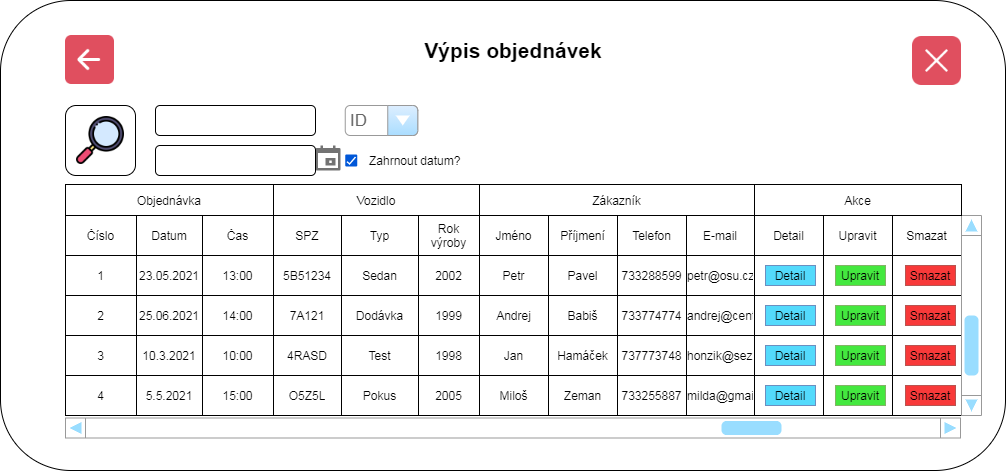 Výpis objednávek
ID
Zahrnout datum?
Objednávka Vozidlo Zákazník Akce
Číslo Datum Čas SPZ Typ Rok výroby Jméno Příjmení Telefon E-mail Detail Upravit Smazat
1 23.05.2021 13:00 5B51234 Sedan 2002 Petr Pavel 733288599 petr@osu.cz Detail Upravit Smazat
2 25.06.2021 14:00 7A121 Dodávka 1999 Andrej Babiš 733774774 andrej@cen Detail Upravit Smazat
3 10.3.2021 10:00 4RASD Test 1998 Jan Hamáček 737773748 honzik@sez Detail Upravit Smazat
4 5.5.2021 15:00 O5Z5L Pokus 2005 Miloš Zeman 733255887 milda@gmai Detail Upravit Smazat